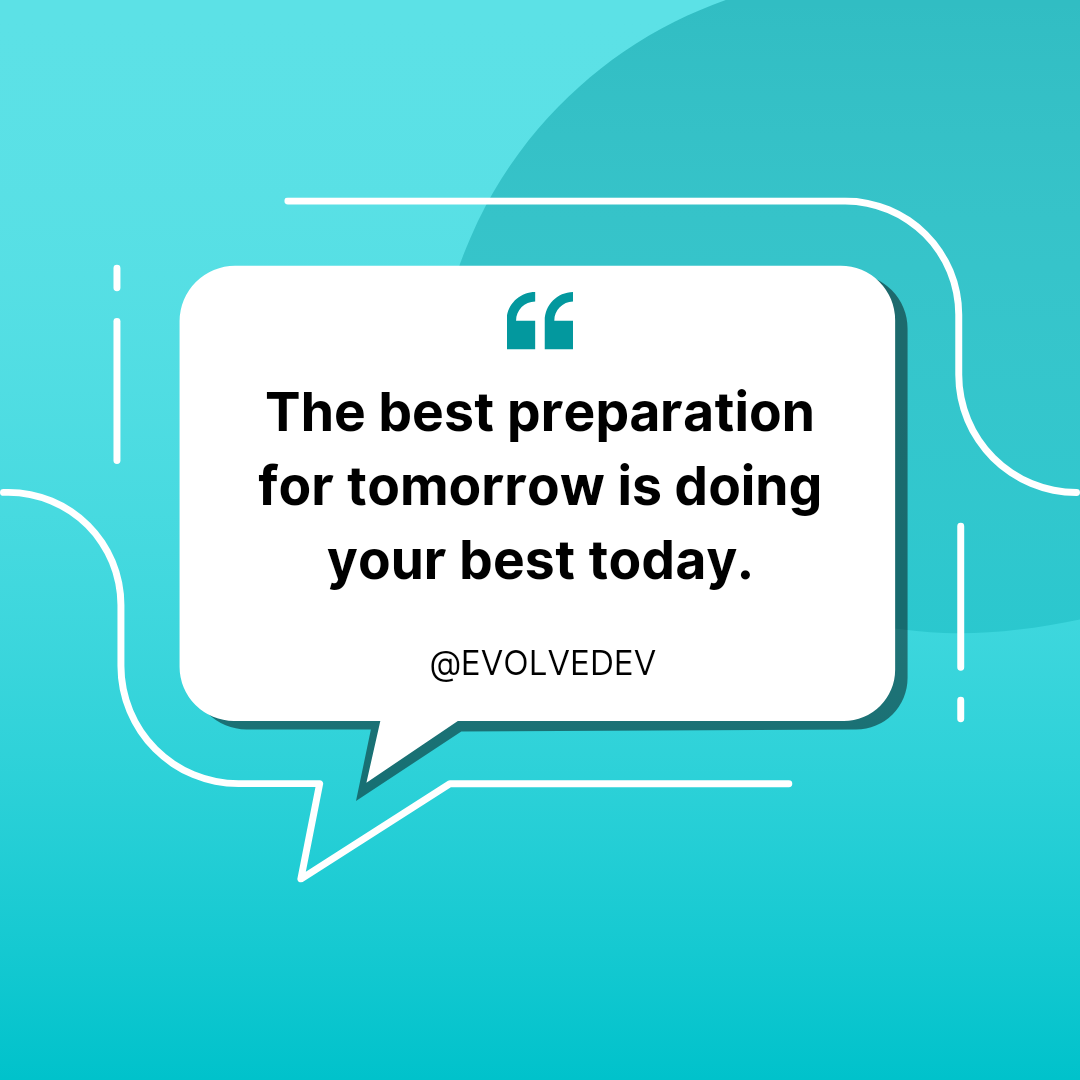 “
The best preparation
for tomorrow is doing
your best today.
@EVOLVEDEV